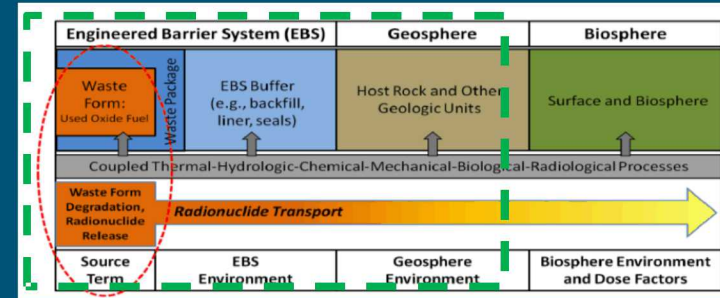 Engineered Barrier System (EBS)
Geosphere
Biosphere
Waste
Form:
Used Oxide Fuel
Waste Package
EBS Buffer
(e.g., backfill,
liner, seals)
Host Rock and Other
Geologic Units
Surface and Biosphere
Coupled Thermal-Hydrologic-Chemical-Mechanical-Biological-Radiological Processes
Waste Form
Degradation,
Radionuclide
Release
Radionuclide Transport
Source
Term
EBS
Environment
Geosphere
Environment
Biosphere Environment
and Dose Factors